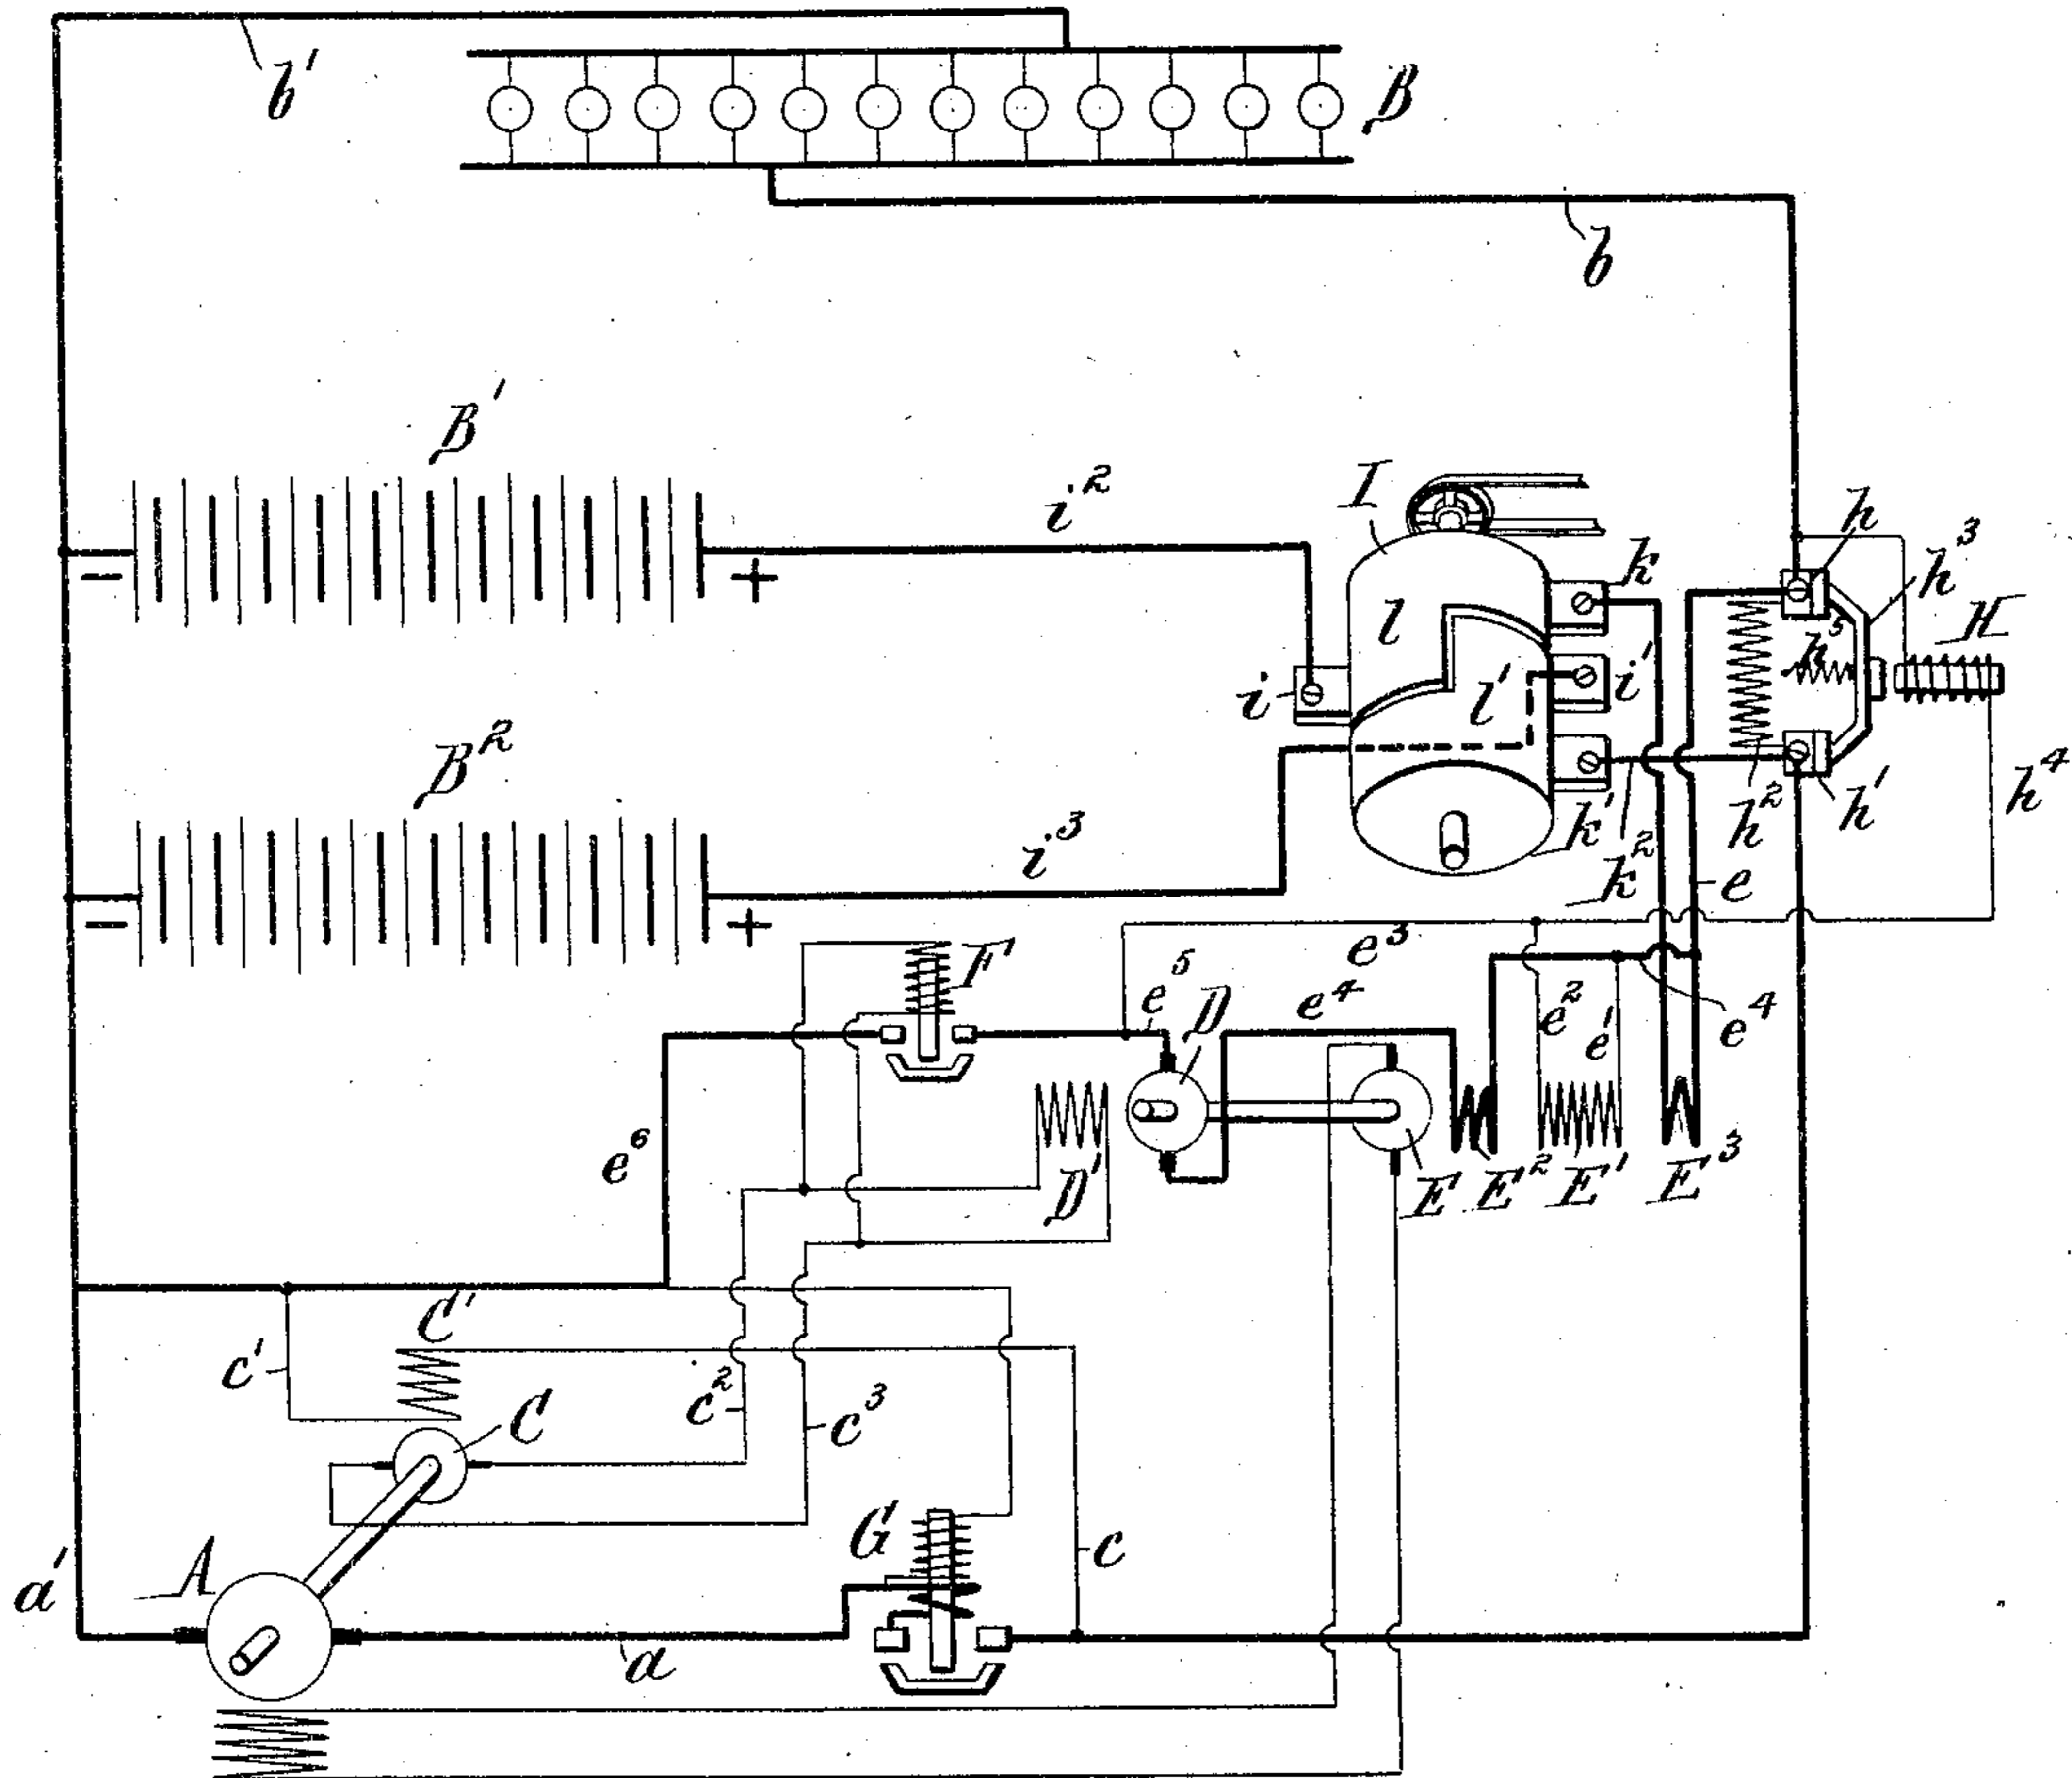 b'
B
b
B'
i²
I
k
h
h³
l
h⁵
H
i
l'
i'
−
+
B²
h⁴
h²
h'
k'
k²
i³
e
−
+
F
e³
e⁵
D
e⁴
e²
e'
e⁴
e⁶
D'
E
E²
E'
E³
C'
c'
c²
c³
C
G
c
a'
A
a